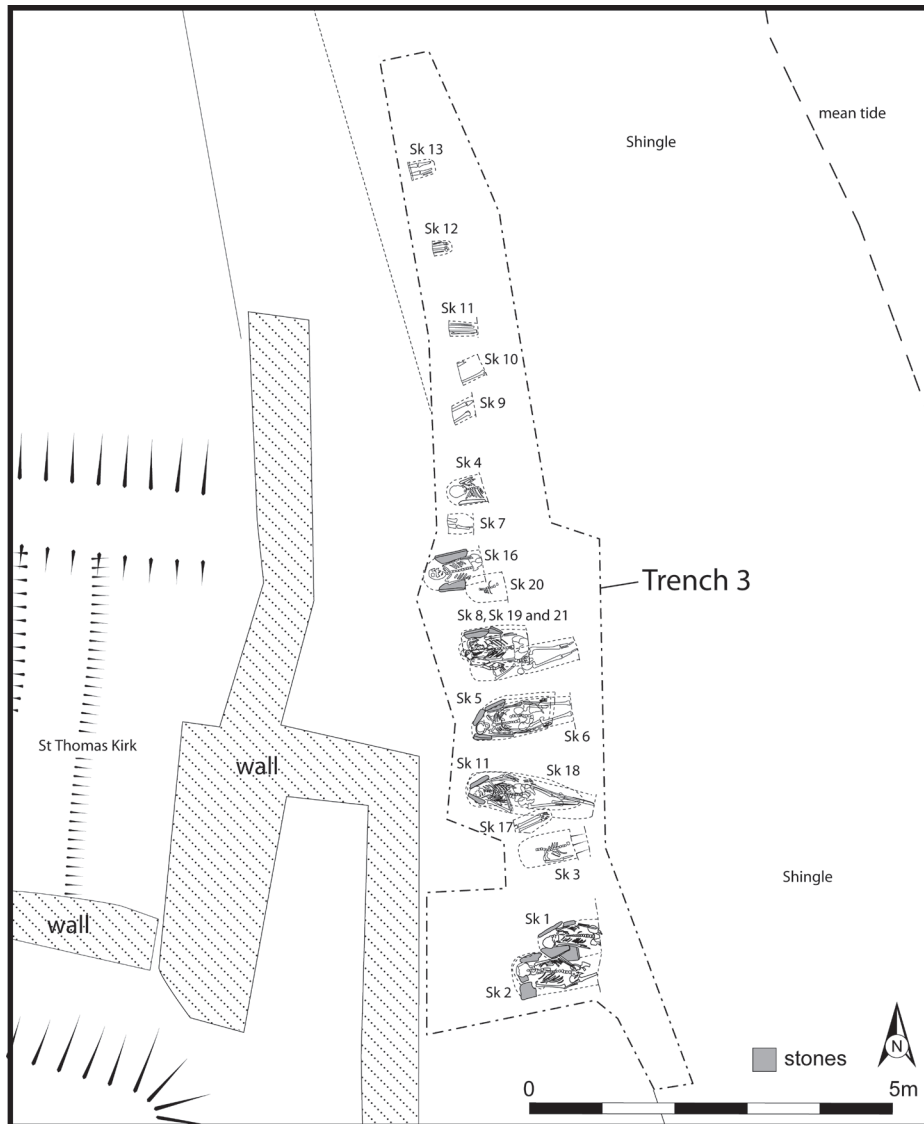 mean tide
Shingle
Sk 13
Sk 12
Sk 11
Sk 10
Sk 9
Sk 4
Sk 7
Sk 16
Sk 20
Trench 3
Sk 8, Sk 19 and 21
Sk 5
Sk 6
St Thomas Kirk
wall
Sk 11
Sk 18
Sk 17
Sk 3
Shingle
Sk 1
wall
Sk 2
N
stones
0
5m